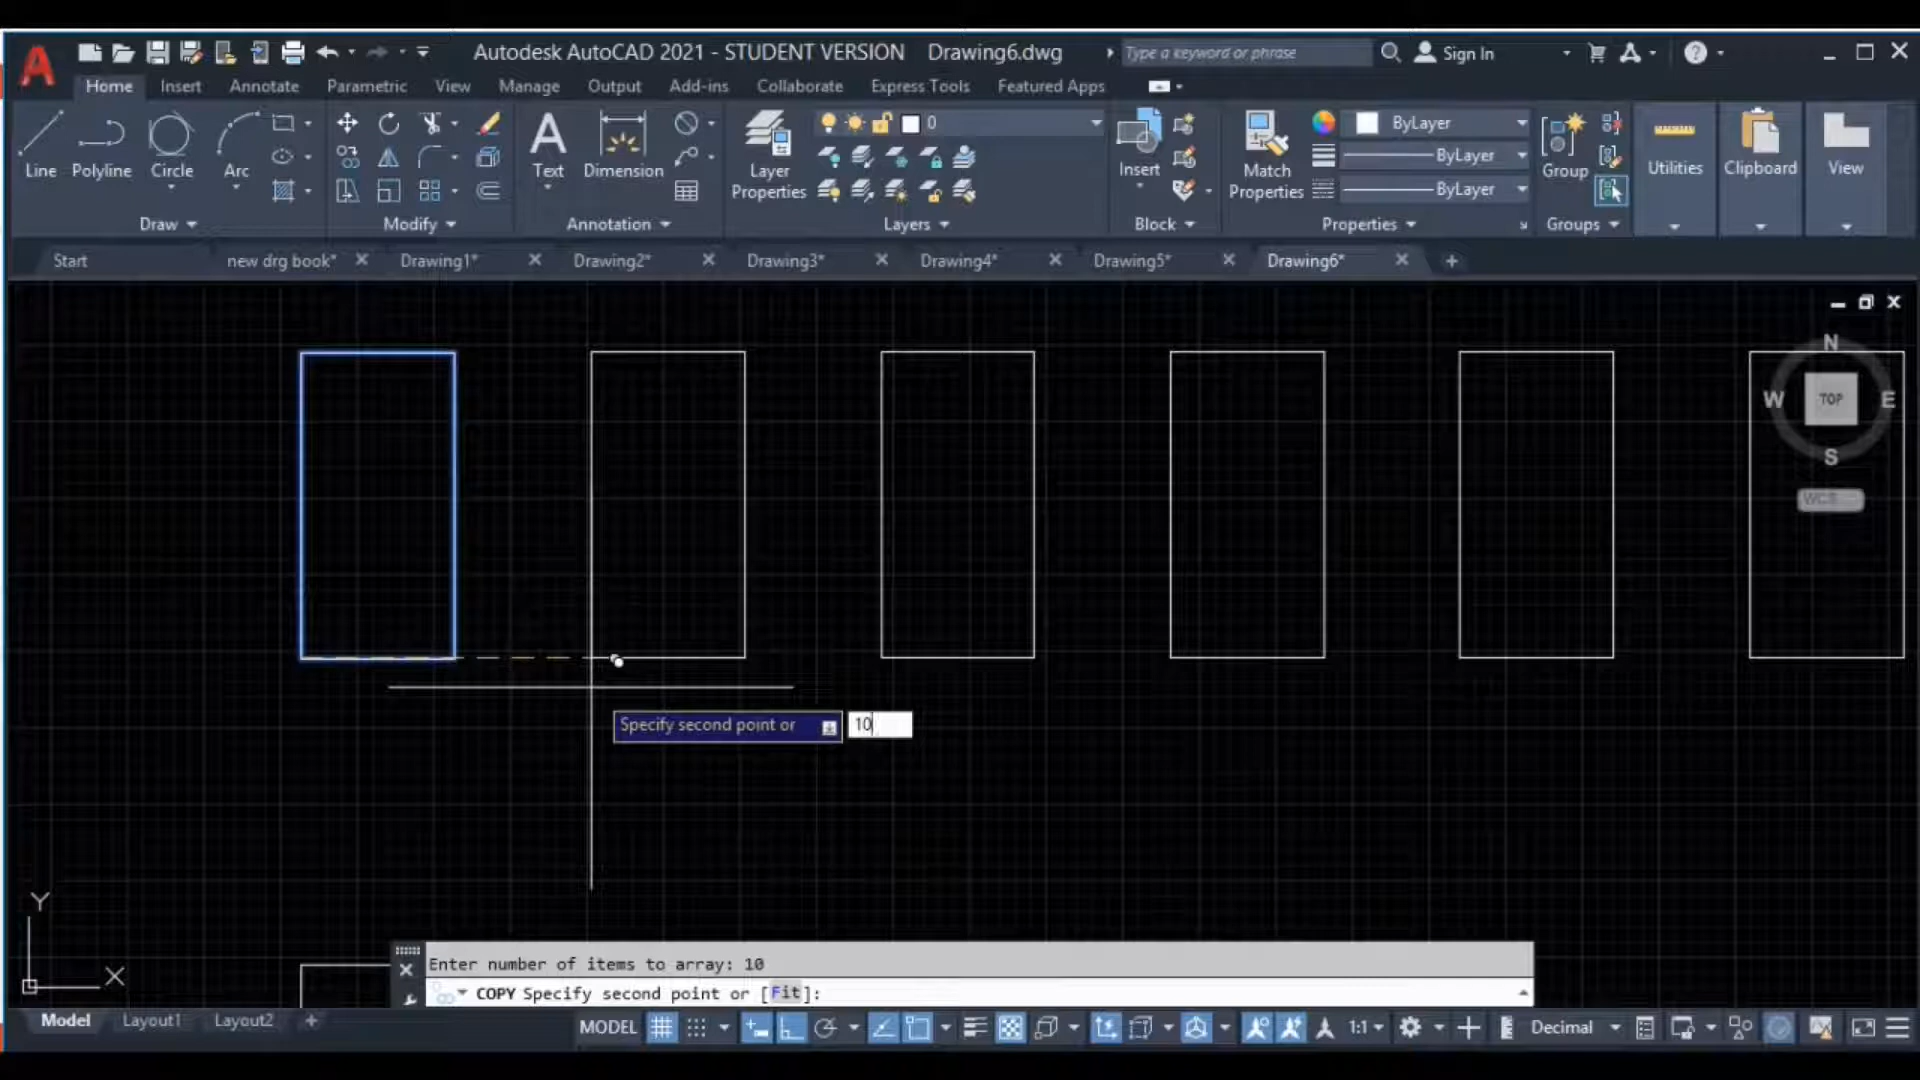 Autodesk AutoCAD 2021 - STUDENT VERSION Drawing6.dwg
Type a keyword or phrase
Sign In
Home Insert Annotate Parametric View Manage Output Add-ins Collaborate Express Tools Featured Apps
0
ByLayer
ByLayer
ByLayer
Line Polyline Circle Arc
Text Dimension
Layer Properties
Insert
Match Properties
Group
Utilities Clipboard View
Draw Modify Annotation Layers Block Properties Groups
Start new drg book* Drawing1* Drawing2* Drawing3* Drawing4* Drawing5* Drawing6*
N
W TOP E
S
WCS
Specify second point or 10
Y
X
Enter number of items to array: 10
COPY Specify second point or [Fit]:
Model Layout1 Layout2
MODEL 1:1 Decimal